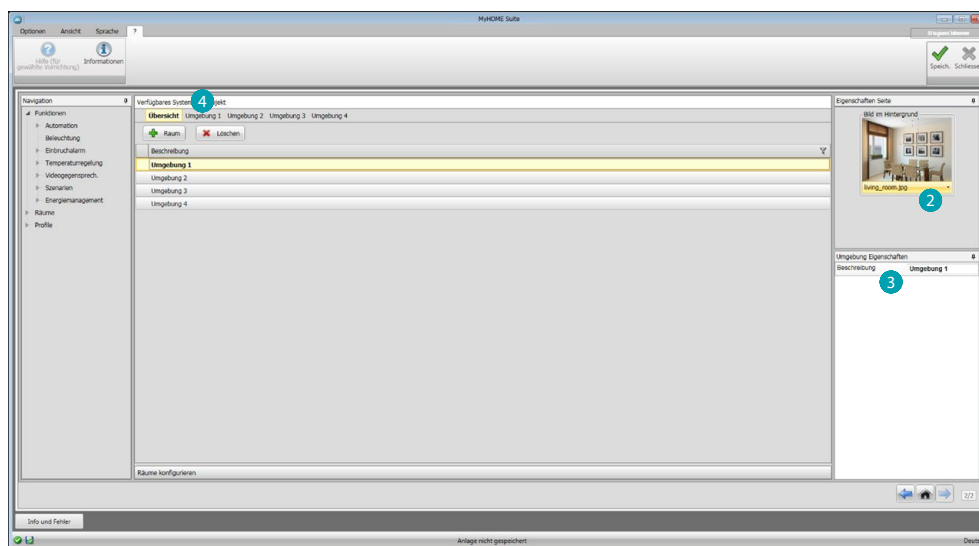 MyHOME Suite
Optionen Ansicht Sprache ?
Hilfe (für gewählte Vorrichtung)
Informationen
Speich. Schliesse
Navigation
Funktionen
Automation
Beleuchtung
Einbruchalarm
Temperaturregelung
Videogegensprech.
Szenarien
Energiemanagement
Räume
Profile
Verfügbares System 4 jekt
Übersicht Umgebung 1 Umgebung 2 Umgebung 3 Umgebung 4
Raum Löschen
Beschreibung
Umgebung 1
Umgebung 2
Umgebung 3
Umgebung 4
Räume konfigurieren
Eigenschaften Seite
Bild im Hintergrund
living_room.jpg
2
Umgebung Eigenschaften
Beschreibung Umgebung 1
3
2/2
Info und Fehler
Anlage nicht gespeichert